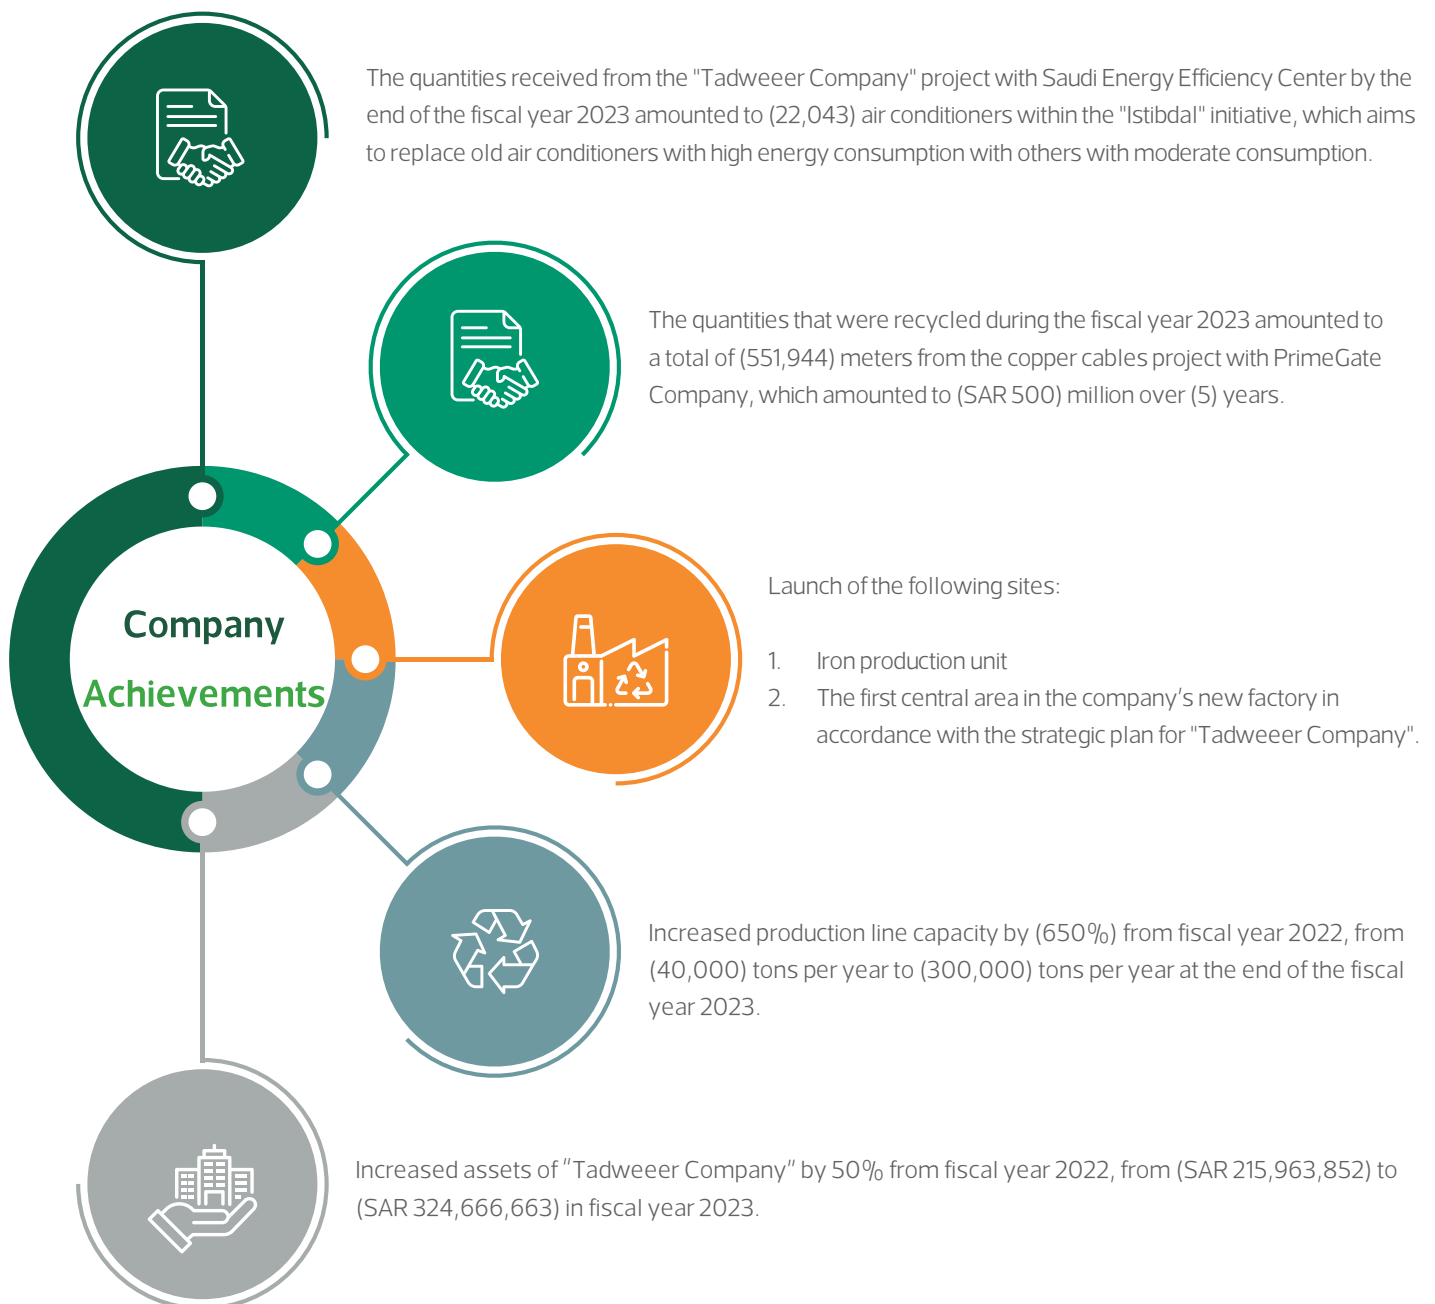 The quantities received from the "Tadweeer Company" project with Saudi Energy Efficiency Center by the
end of the fiscal year 2023 amounted to (22,043) air conditioners within the "Istibdal" initiative, which aims
to replace old air conditioners with high energy consumption with others with moderate consumption.
The quantities that were recycled during the fiscal year 2023 amounted to
a total of (551,944) meters from the copper cables project with PrimeGate
Company, which amounted to (SAR 500) million over (5) years.
Company
Achievements
Launch of the following sites:
1. Iron production unit
2. The first central area in the company's new factory in
accordance with the strategic plan for "Tadweeer Company".
Increased production line capacity by (650%) from fiscal year 2022, from
(40,000) tons per year to (300,000) tons per year at the end of the fiscal
year 2023.
Increased assets of "Tadweeer Company" by 50% from fiscal year 2022, from (SAR 215,963,852) to
(SAR 324,666,663) in fiscal year 2023.